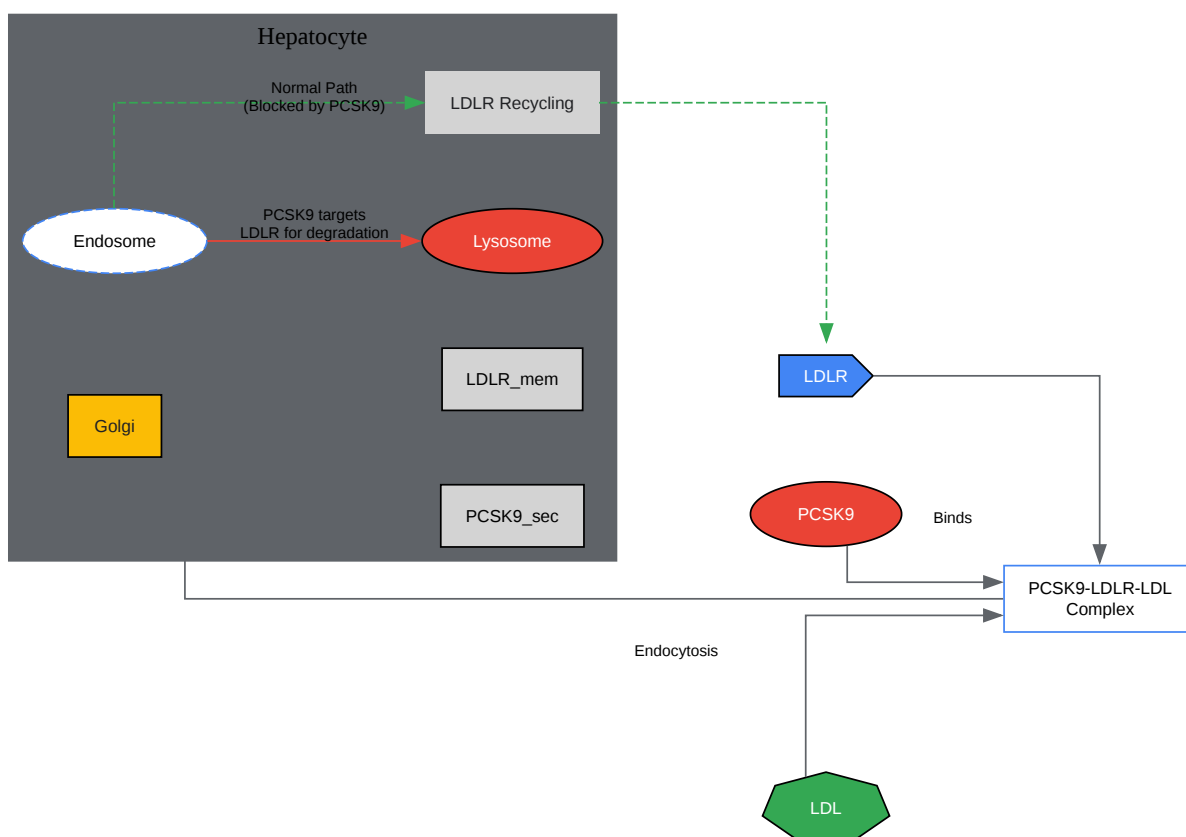 Hepatocyte
Normal Path
(Blocked by PCSK9)
LDLR Recycling
PCSK9 targets
LDLR for degradation
Endosome
Lysosome
LDLR_mem
LDLR
Golgi
PCSK9_sec
PCSK9
Binds
PCSK9-LDLR-LDL
Complex
Endocytosis
LDL